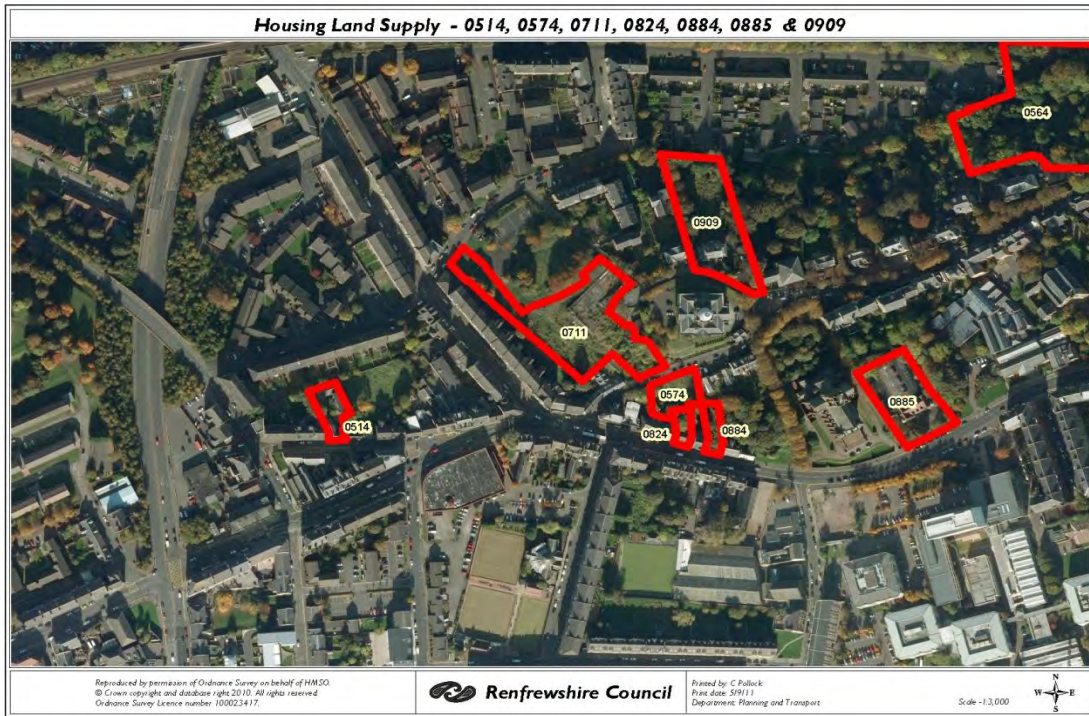 Housing Land Supply - 0514, 0574, 0711, 0824, 0884, 0885 & 0909
0564
0909
0711
0574
0885
0514
0824
0884
Reproduced by permission of Ordnance Survey on behalf of HMSO.
© Crown copyright and database right 2010. All rights reserved.
Ordnance Survey Licence number 100023417.
Renfrewshire Council
Printed by: C Pollock
Print date: 5/9/11
Department: Planning and Transport
Scale -1:3,000
N
W
E
S